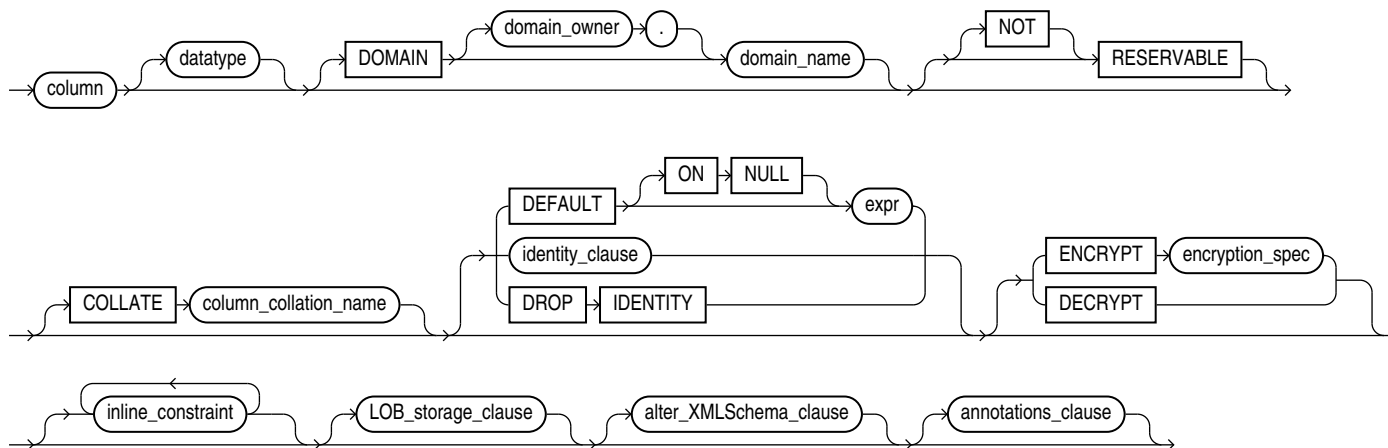 domain_owner .
NOT
datatype DOMAIN domain_name RESERVABLE
column
ON NULL
DEFAULT expr
identity_clause ENCRYPT encryption_spec
COLLATE column_collation_name DROP IDENTITY DECRYPT
inline_constraint LOB_storage_clause alter_XMLSchema_clause annotations_clause